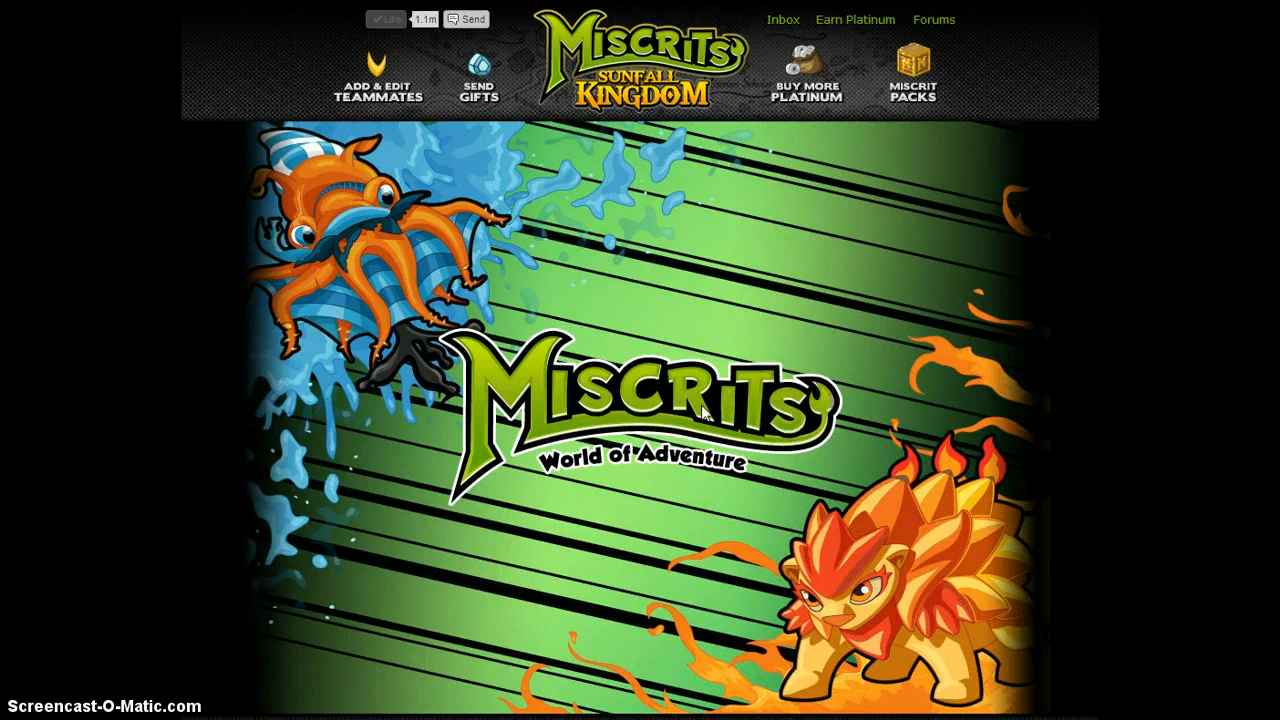 Like 1.1m Send
Inbox Earn Platinum Forums
MISCRITS
SUNFALL
KINGDOM
ADD & EDIT
TEAMMATES
SEND
GIFTS
BUY MORE
PLATINUM
MISCRIT
PACKS
MISCRITS
World of Adventure
Screencast-O-Matic.com